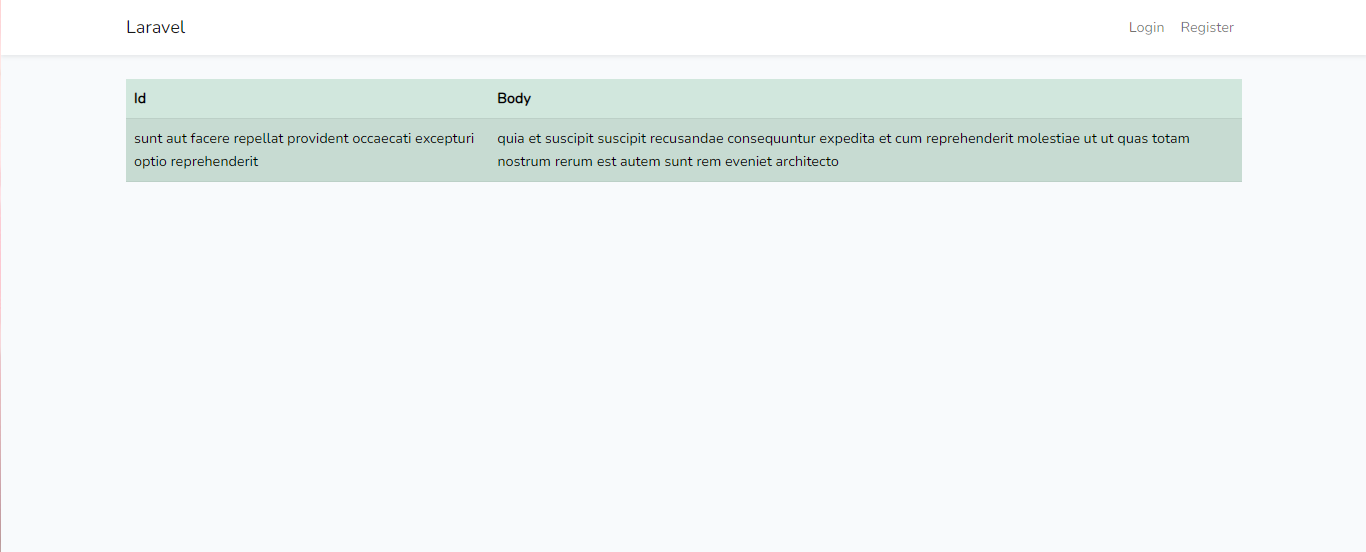 Laravel
Login
Register
Id
Body
sunt aut facere repellat provident occaecati excepturi
optio reprehenderit
quia et suscipit suscipit recusandae consequuntur expedita et cum reprehenderit molestiae ut ut quas totam
nostrum rerum est autem sunt rem eveniet architecto